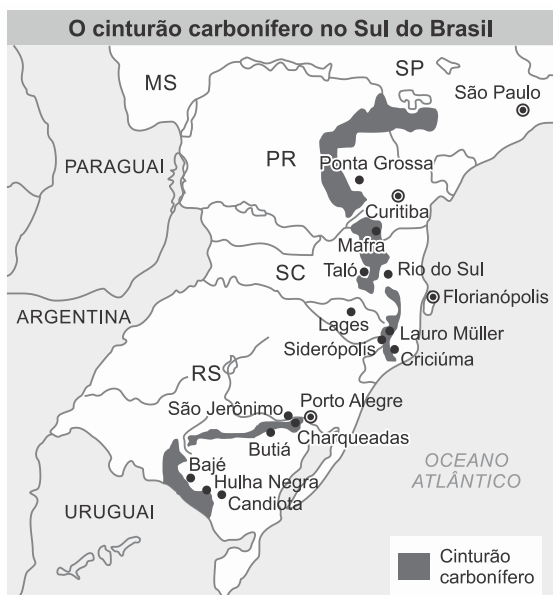 O cinturão carbonífero no Sul do Brasil
SP
MS
São Paulo
PARAGUAI
PR
Ponta Grossa
Curitiba
Mafra
Taló
Rio do Sul
SC
Florianópolis
ARGENTINA
Lages
Lauro Müller
Siderópolis
Criciúma
RS
Porto Alegre
São Jerônimo
Charqueadas
Butiá
Bajé
Hulha Negra
Candiota
OCEANO
ATLÂNTICO
URUGUAI
Cinturão
carbonífero